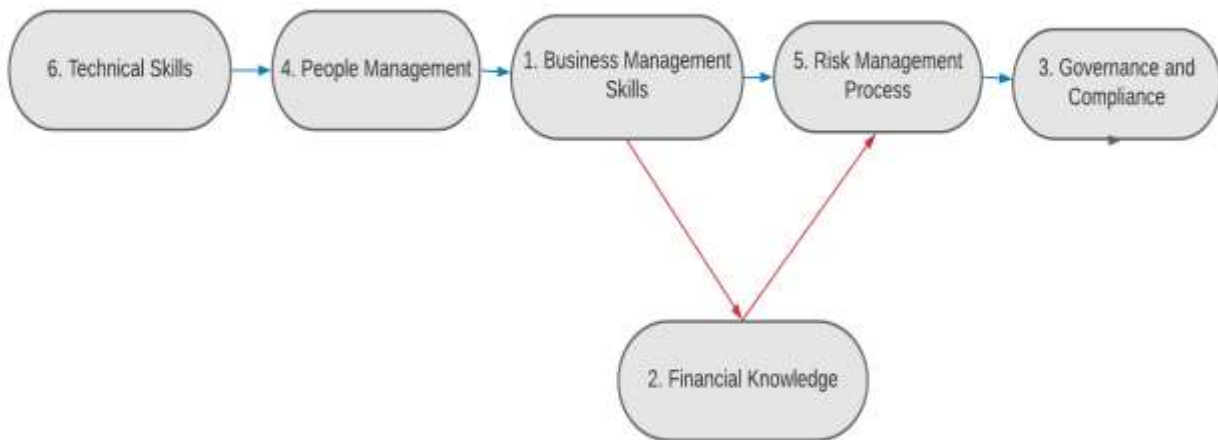 6. Technical Skills
4. People Management
1. Business Management
Skills
5. Risk Management
Process
3. Governance and
Compliance
2. Financial Knowledge